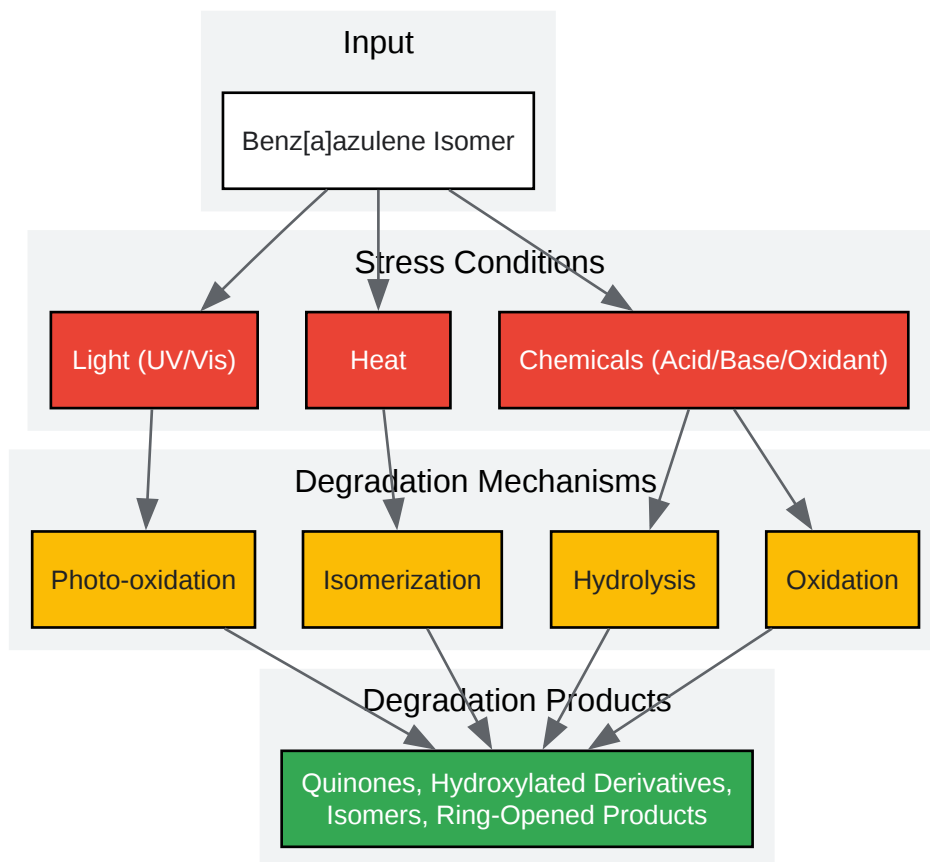 Input
Benz[a]azulene Isomer
Stress Conditions
Light (UV/Vis)
Heat
Chemicals (Acid/Base/Oxidant)
Degradation Mechanisms
Photo-oxidation
Isomerization
Hydrolysis
Oxidation
Degradation Products
Quinones, Hydroxylated Derivatives,
Isomers, Ring-Opened Products